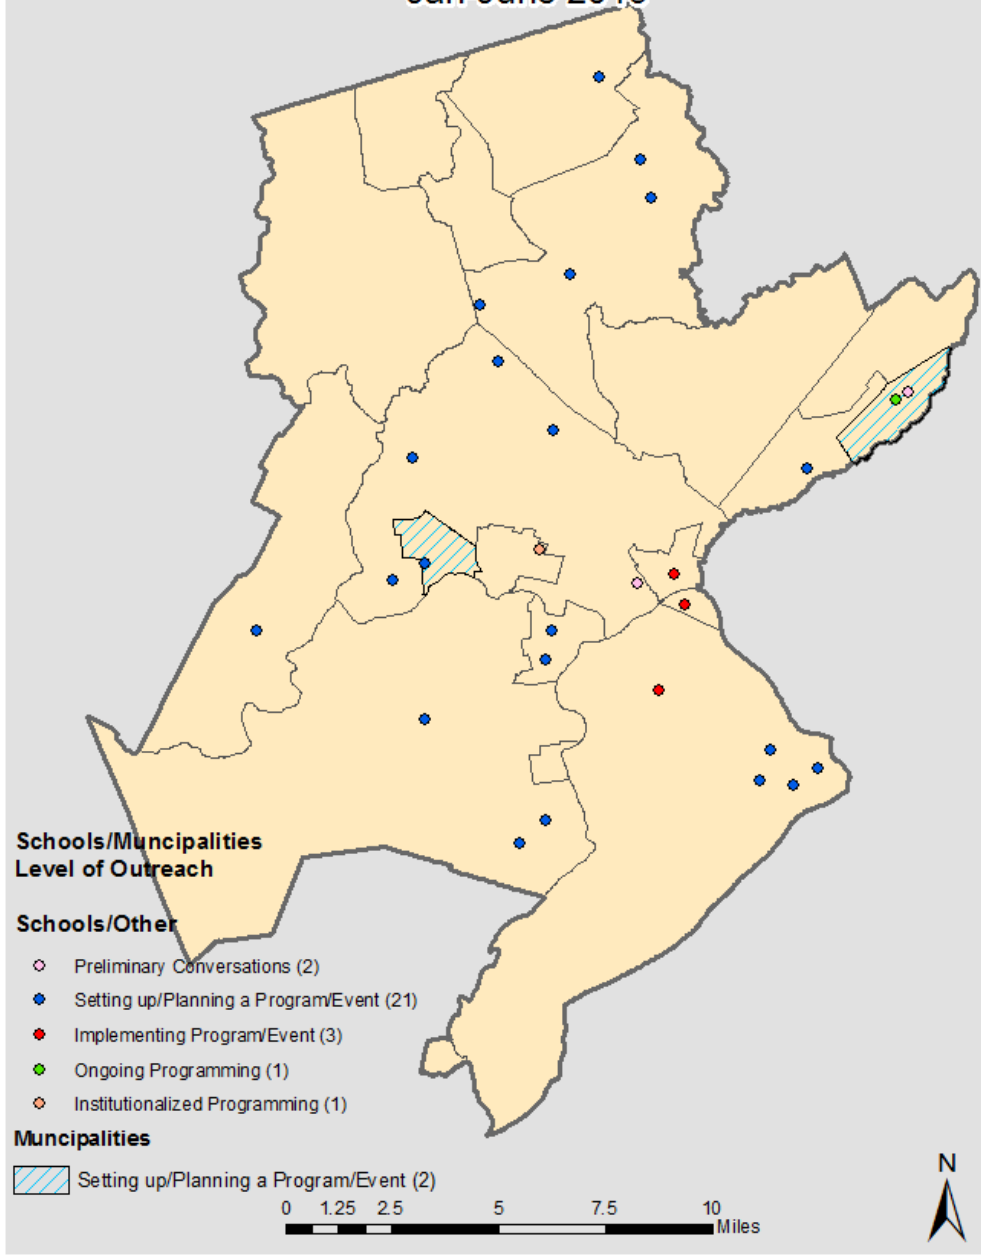 Schools/Muncipalities
Level of Outreach
Schools/Other
Preliminary Conversations (2)
Setting up/Planning a Program/Event (21)
Implementing Program/Event (3)
Ongoing Programming (1)
Institutionalized Programming (1)
Muncipalities
Setting up/Planning a Program/Event (2)
0 1.25 2.5 5 7.5 10
Miles
N